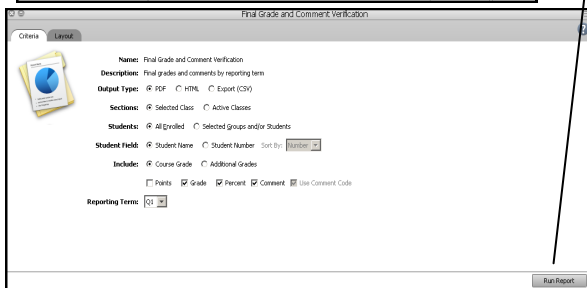 Final Grade and Comment Verification
Criteria Layout
Name: Final Grade and Comment Verification
Description: Final grades and comments by reporting term
Output Type: PDF HTML Export (CSV)
Sections: Selected Class Active Classes
Students: All Enrolled Selected Groups and/or Students
Student Field: Student Name Student Number Sort By: Number
Include: Course Grade Additional Grades
Points Grade Percent Comment Use Comment Code
Reporting Term: Q1
Run Report